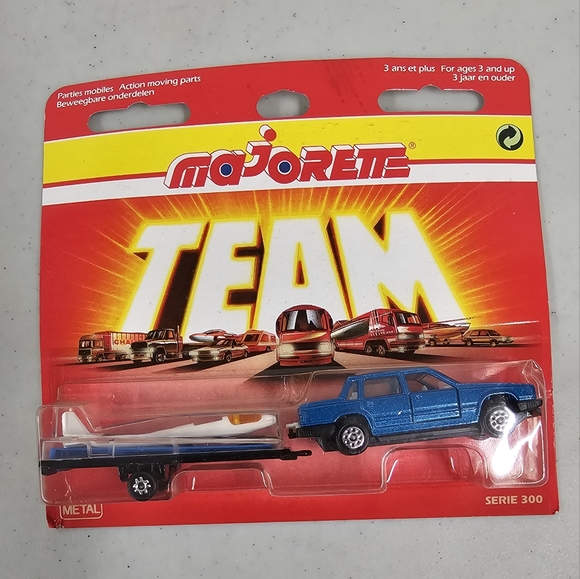 Parties mobiles Action moving parts
Beweegbare onderdelen
3 ans et plus For ages 3 and up
3 jaar en ouder
MAJORETTE®
TEAM
METAL
SERIE 300